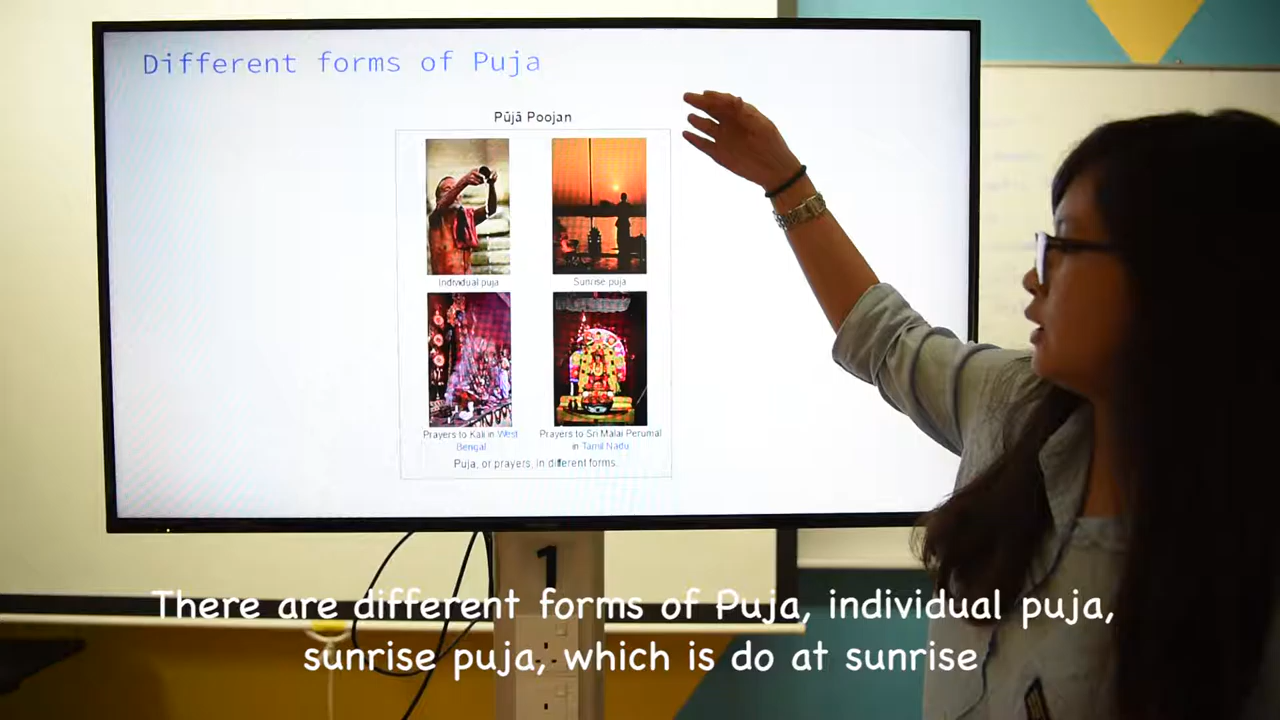 Different forms of Puja
Pūjā Poojan
Individual puja
Sunrise puja
Prayers to Kali in West
Bengal
Prayers to Sri Malai Perumal
in Tamil Nadu
Puja, or prayers, in different forms.
1
There are different forms of Puja, individual puja,
sunrise puja, which is do at sunrise